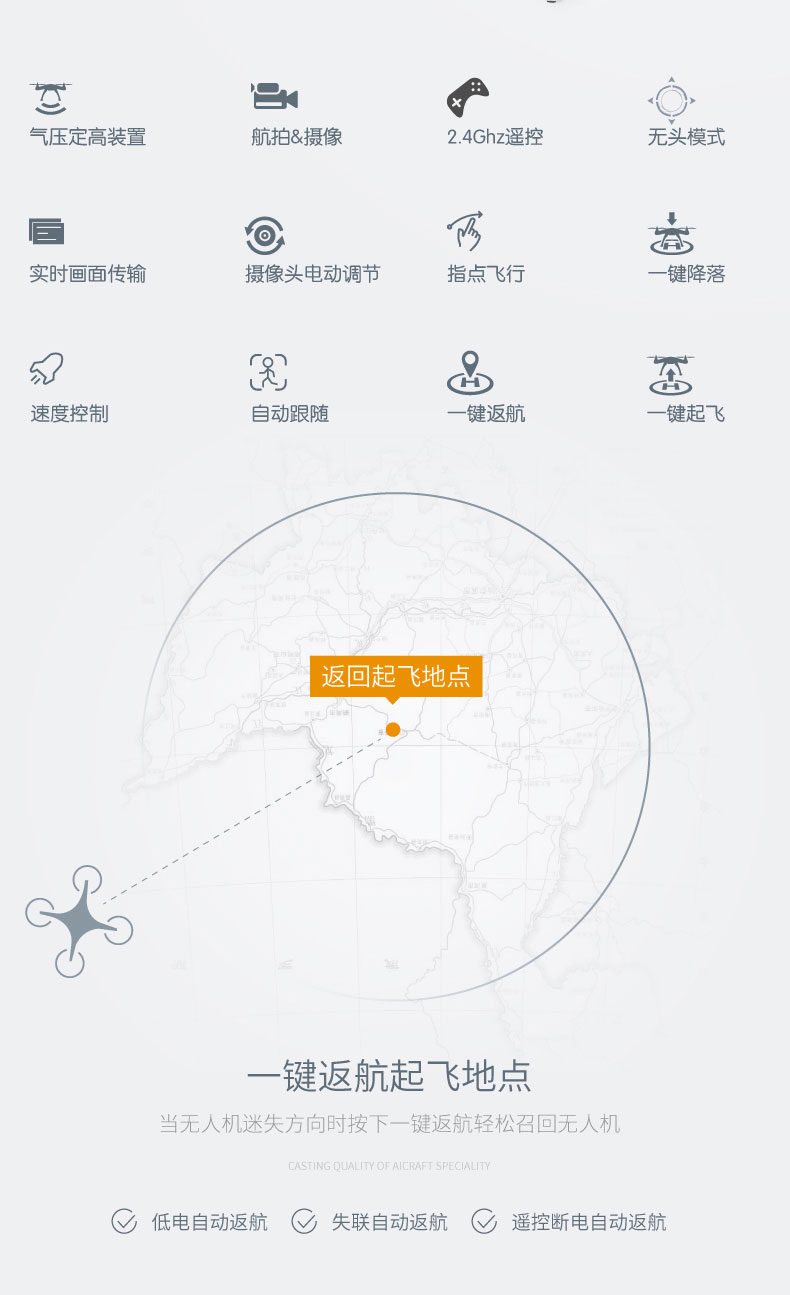 气压定高装置
航拍&摄像
2.4Ghz遥控
无头模式
实时画面传输
摄像头电动调节
指点飞行
一键降落
速度控制
自动跟随
一键返航
一键起飞
返回起飞地点
一键返航起飞地点
当无人机迷失方向时按下一键返航轻松召回无人机
CASTING QUALITY OF AICRAFT SPECIALITY
低电自动返航
失联自动返航
遥控断电自动返航